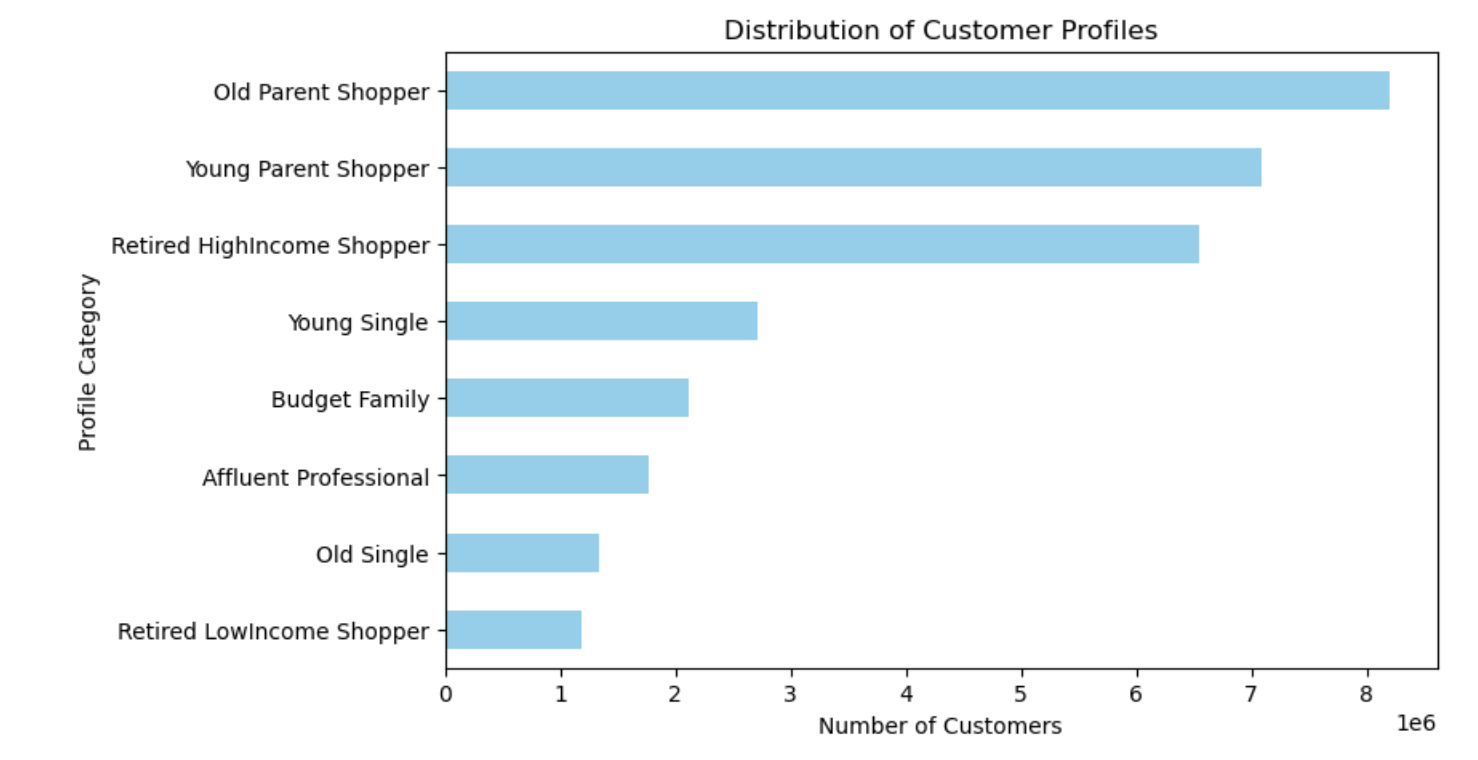 Distribution of Customer Profiles
Profile Category
Old Parent Shopper
Young Parent Shopper
Retired HighIncome Shopper
Young Single
Budget Family
Affluent Professional
Old Single
Retired LowIncome Shopper
0 1 2 3 4 5 6 7 8
1e6
Number of Customers